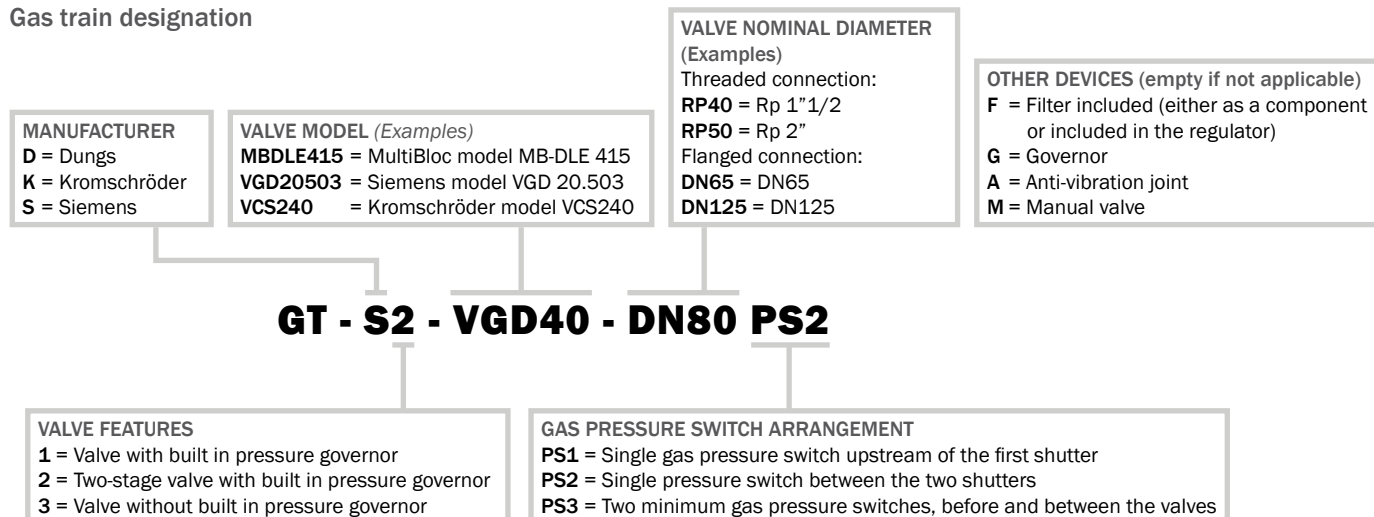 Gas train designation
MANUFACTURER
D = Dungs
K = Kromschröder
S = Siemens
VALVE MODEL (Examples)
MBDLE415 = MultiBloc model MB-DLE 415
VGD20503 = Siemens model VGD 20.503
VCS240 = Kromschröder model VCS240
VALVE NOMINAL DIAMETER
(Examples)
Threaded connection:
RP40 = Rp 1”1/2
RP50 = Rp 2”
Flanged connection:
DN65 = DN65
DN125 = DN125
OTHER DEVICES (empty if not applicable)
F = Filter included (either as a component
or included in the regulator)
G = Governor
A = Anti-vibration joint
M = Manual valve
GT - S2 - VGD40 - DN80 PS2
VALVE FEATURES
1 = Valve with built in pressure governor
2 = Two-stage valve with built in pressure governor
3 = Valve without built in pressure governor
GAS PRESSURE SWITCH ARRANGEMENT
PS1 = Single gas pressure switch upstream of the first shutter
PS2 = Single pressure switch between the two shutters
PS3 = Two minimum gas pressure switches, before and between the valves